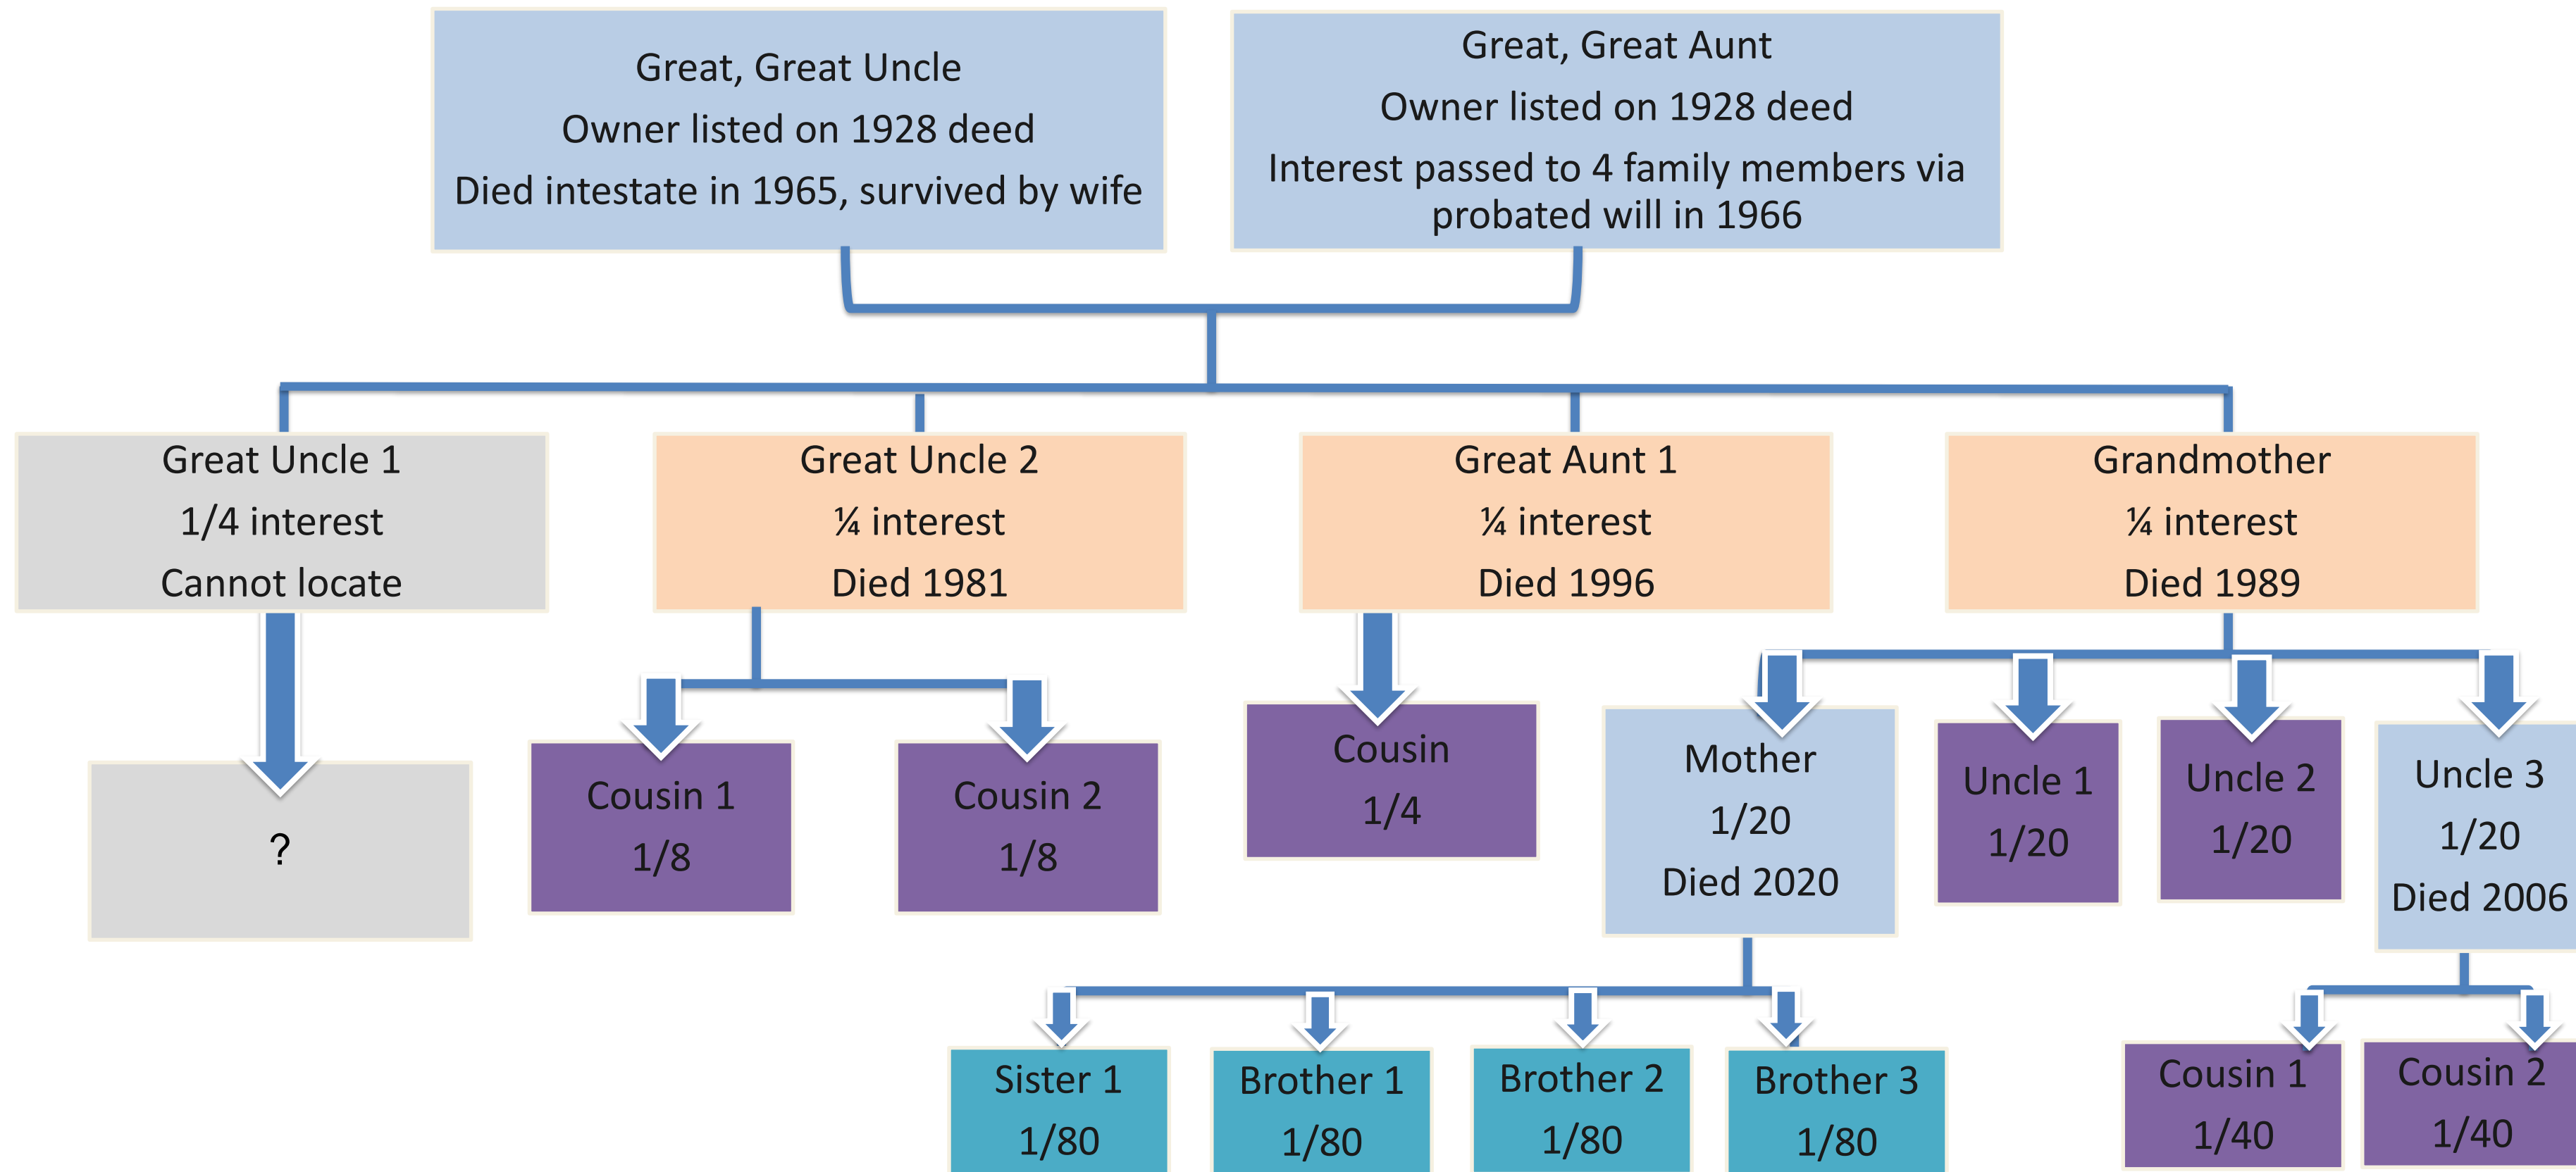 Great, Great Uncle
Owner listed on 1928 deed
Died intestate in 1965, survived by wife
Great, Great Aunt
Owner listed on 1928 deed
Interest passed to 4 family members via
probated will in 1966
Great Uncle 1
1/4 interest
Cannot locate
Great Uncle 2
¼ interest
Died 1981
Great Aunt 1
¼ interest
Died 1996
Grandmother
¼ interest
Died 1989
?
Cousin 1
1/8
Cousin 2
1/8
Cousin
1/4
Mother
1/20
Died 2020
Uncle 1
1/20
Uncle 2
1/20
Uncle 3
1/20
Died 2006
Sister 1
1/80
Brother 1
1/80
Brother 2
1/80
Brother 3
1/80
Cousin 1
1/40
Cousin 2
1/40